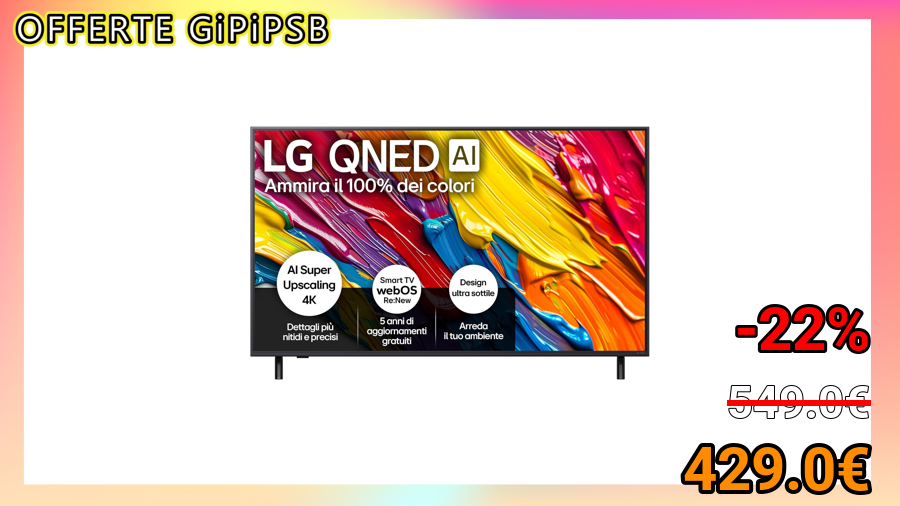 OFFERTE GiPiPSB
LG QNED AI
Ammira il 100% dei colori
AI Super
Upscaling
4K
Dettagli più
nitidi e precisi
Smart TV
webOS
Re:New
5 anni di
aggiornamenti
gratuiti
Design
ultra sottile
Arreda
il tuo ambiente
-22%
549.0€
429.0€